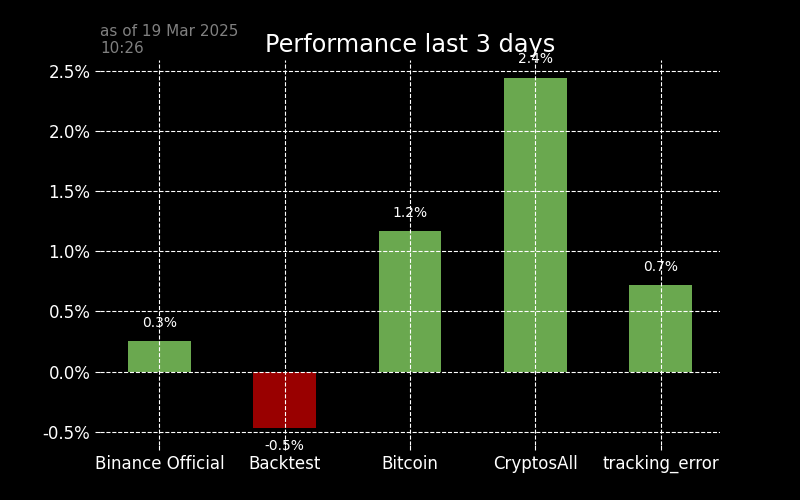 as of 19 Mar 2025
10:26
Performance last 3 days
2.5%
2.0%
1.5%
1.0%
0.5%
0.0%
-0.5%
0.3%
-0.5%
1.2%
2.4%
0.7%
Binance Official
Backtest
Bitcoin
CryptosAll
tracking_error